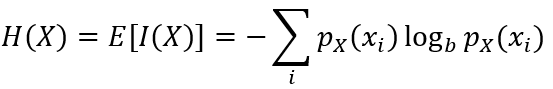 H(X) = E[I(X)] = −∑_i p_X(x_i) log_b p_X(x_i)